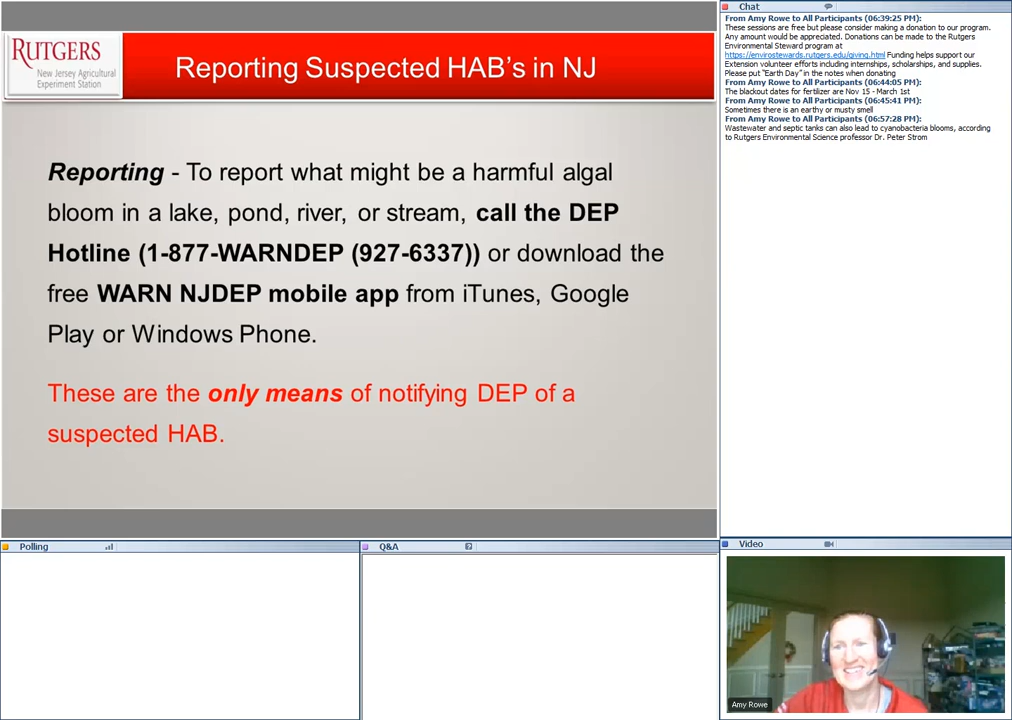 RUTGERS
New Jersey Agricultural
Experiment Station
Reporting Suspected HAB's in NJ
Reporting - To report what might be a harmful algal
bloom in a lake, pond, river, or stream, call the DEP
Hotline (1-877-WARNDEP (927-6337)) or download the
free WARN NJDEP mobile app from iTunes, Google
Play or Windows Phone.
These are the only means of notifying DEP of a
suspected HAB.
Chat
From Amy Rowe to All Participants (06:39:25 PM):
These sessions are free but please consider making a donation to our program.
Any amount would be appreciated. Donations can be made to the Rutgers
Environmental Steward program at
https://envirostewards.rutgers.edu/giving.html Funding helps support our
Extension volunteer efforts including internships, scholarships, and supplies.
Please put "Earth Day" in the notes when donating
From Amy Rowe to All Participants (06:44:05 PM):
The blackout dates for fertilizer are Nov 15 - March 1st
From Amy Rowe to All Participants (06:45:41 PM):
Sometimes there is an earthy or musty smell
From Amy Rowe to All Participants (06:57:28 PM):
Wastewater and septic tanks can also lead to cyanobacteria blooms, according
to Rutgers Environmental Science professor Dr. Peter Strom
Polling
Q&A
Video
Amy Rowe